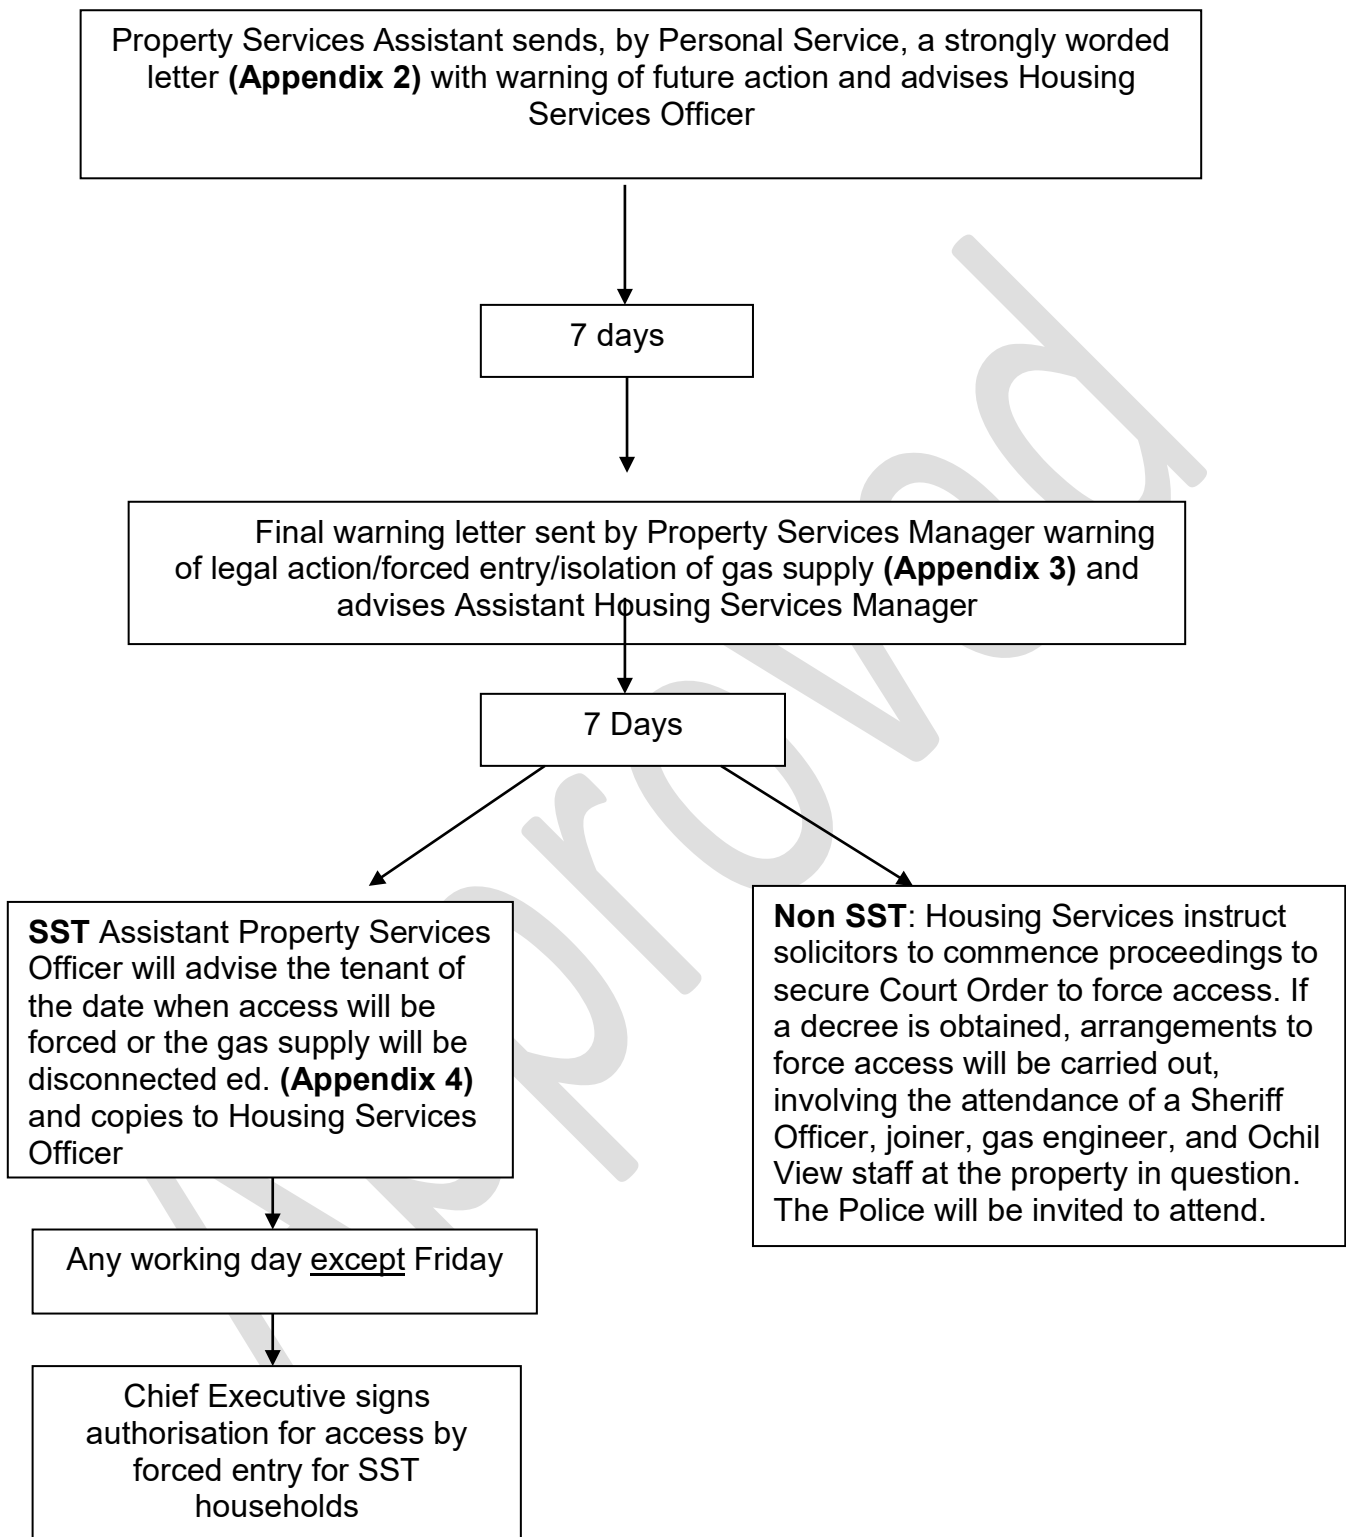 Property Services Assistant sends, by Personal Service, a strongly worded
letter (Appendix 2) with warning of future action and advises Housing
Services Officer
7 days
Final warning letter sent by Property Services Manager warning
of legal action/forced entry/isolation of gas supply (Appendix 3) and
advises Assistant Housing Services Manager
7 Days
SST Assistant Property Services
Officer will advise the tenant of
the date when access will be
forced or the gas supply will be
disconnected ed. (Appendix 4)
and copies to Housing Services
Officer
Any working day except Friday
Chief Executive signs
authorisation for access by
forced entry for SST
households
Non SST: Housing Services instruct
solicitors to commence proceedings to
secure Court Order to force access. If
a decree is obtained, arrangements to
force access will be carried out,
involving the attendance of a Sheriff
Officer, joiner, gas engineer, and Ochil
View staff at the property in question.
The Police will be invited to attend.
Approved